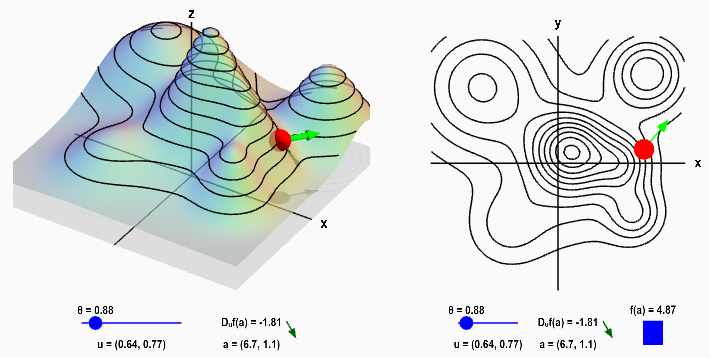 z
x
θ = 0.88
Dᵤf(a) = -1.81
u = (0.64, 0.77)
a = (6.7, 1.1)
y
x
θ = 0.88
Dᵤf(a) = -1.81
f(a) = 4.87
u = (0.64, 0.77)
a = (6.7, 1.1)